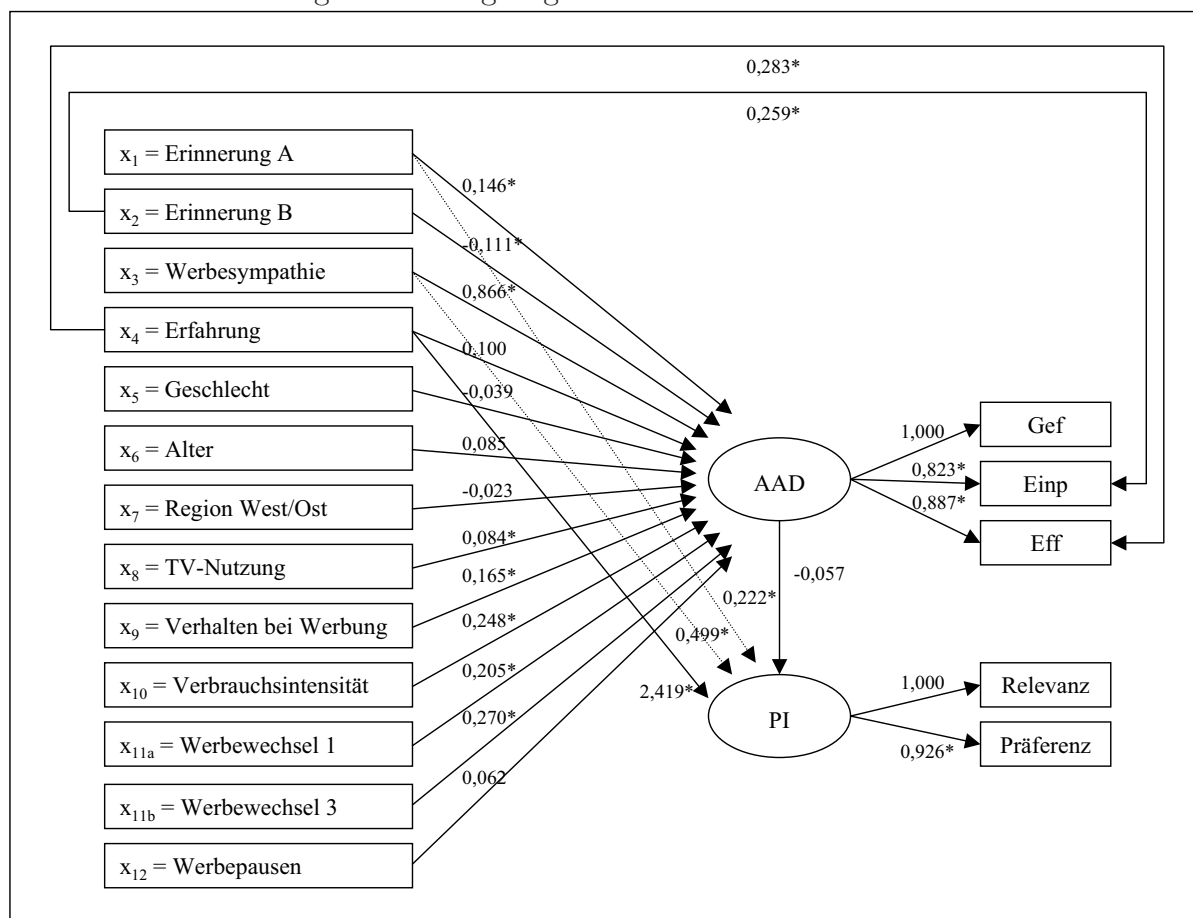 0,283*
0,259*
x1 = Erinnerung A
0,146*
x2 = Erinnerung B
-0,111*
x3 = Werbesympathie
0,866*
x4 = Erfahrung
0,100
x5 = Geschlecht
-0,039
x6 = Alter
0,085
x7 = Region West/Ost
-0,023
x8 = TV-Nutzung
0,084*
x9 = Verhalten bei Werbung
0,165*
x10 = Verbrauchsintensität
0,248*
x11a = Werbewechsel 1
0,205*
x11b = Werbewechsel 3
0,270*
x12 = Werbepausen
0,062
AAD
1,000
Gef
0,823*
Einp
0,887*
Eff
-0,057
0,222*
0,499*
2,419*
PI
1,000
Relevanz
0,926*
Präferenz